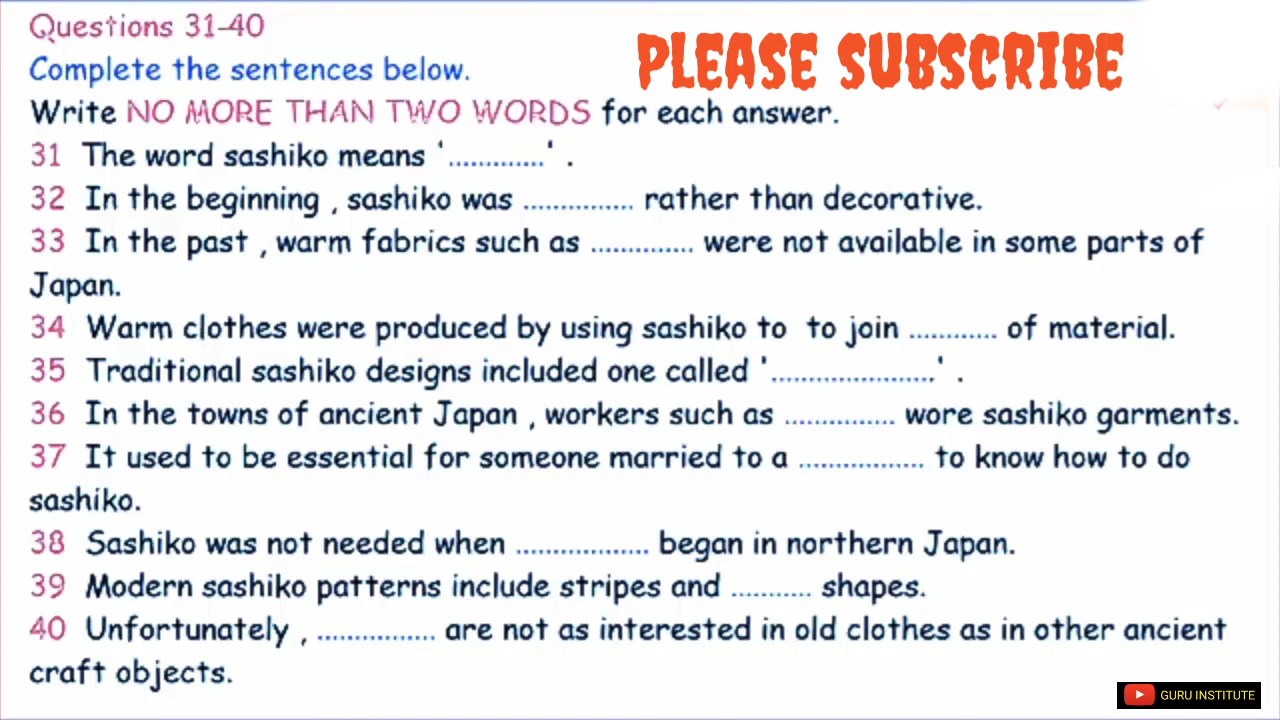 Questions 31-40
PLEASE SUBSCRIBE
Complete the sentences below.
Write NO MORE THAN TWO WORDS for each answer.
31 The word sashiko means '.............' .
32 In the beginning , sashiko was ............... rather than decorative.
33 In the past , warm fabrics such as .............. were not available in some parts of
Japan.
34 Warm clothes were produced by using sashiko to to join ............ of material.
35 Traditional sashiko designs included one called '......................' .
36 In the towns of ancient Japan , workers such as ............... wore sashiko garments.
37 It used to be essential for someone married to a ................. to know how to do
sashiko.
38 Sashiko was not needed when .................. began in northern Japan.
39 Modern sashiko patterns include stripes and ........... shapes.
40 Unfortunately , ................ are not as interested in old clothes as in other ancient
craft objects.
GURU INSTITUTE